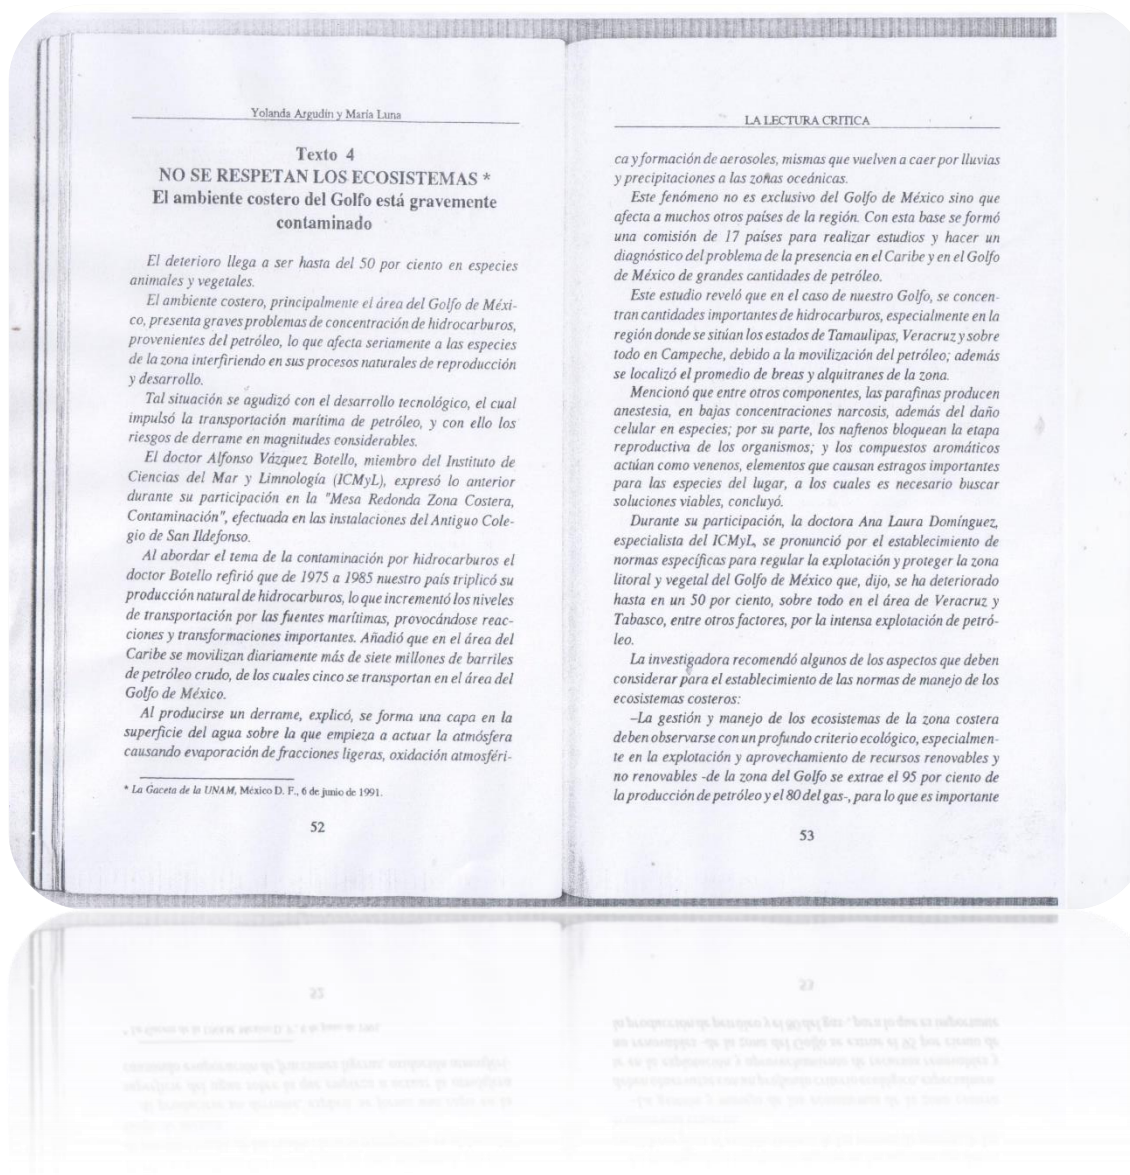 Yolanda Argudín y María Luna
Texto 4
NO SE RESPETAN LOS ECOSISTEMAS *
El ambiente costero del Golfo está gravemente
contaminado
El deterioro llega a ser hasta del 50 por ciento en especies
animales y vegetales.
El ambiente costero, principalmente el área del Golfo de Méxi-
co, presenta graves problemas de concentración de hidrocarburos,
provenientes del petróleo, lo que afecta seriamente a las especies
de la zona interfiriendo en sus procesos naturales de reproducción
y desarrollo.
Tal situación se agudizó con el desarrollo tecnológico, el cual
impulsó la transportación marítima de petróleo, y con ello los
riesgos de derrame en magnitudes considerables.
El doctor Alfonso Vázquez Botello, miembro del Instituto de
Ciencias del Mar y Limnología (ICMyL), expresó lo anterior
durante su participación en la "Mesa Redonda Zona Costera,
Contaminación", efectuada en las instalaciones del Antiguo Cole-
gio de San Ildefonso.
Al abordar el tema de la contaminación por hidrocarburos el
doctor Botello refirió que de 1975 a 1985 nuestro país triplicó su
producción natural de hidrocarburos, lo que incrementó los niveles
de transportación por las fuentes marítimas, provocándose reac-
ciones y transformaciones importantes. Añadió que en el área del
Caribe se movilizan diariamente más de siete millones de barriles
de petróleo crudo, de los cuales cinco se transportan en el área del
Golfo de México.
Al producirse un derrame, explicó, se forma una capa en la
superficie del agua sobre la que empieza a actuar la atmósfera
causando evaporación de fracciones ligeras, oxidación atmosféri-
* La Gaceta de la UNAM, México D. F., 6 de junio de 1991.
52
LA LECTURA CRITICA
ca y formación de aerosoles, mismas que vuelven a caer por lluvias
y precipitaciones a las zonas oceánicas.
Este fenómeno no es exclusivo del Golfo de México sino que
afecta a muchos otros países de la región. Con esta base se formó
una comisión de 17 países para realizar estudios y hacer un
diagnóstico del problema de la presencia en el Caribe y en el Golfo
de México de grandes cantidades de petróleo.
Este estudio reveló que en el caso de nuestro Golfo, se concen-
tran cantidades importantes de hidrocarburos, especialmente en la
región donde se sitúan los estados de Tamaulipas, Veracruz y sobre
todo en Campeche, debido a la movilización del petróleo; además
se localizó el promedio de breas y alquitranes de la zona.
Mencionó que entre otros componentes, las parafinas producen
anestesia, en bajas concentraciones narcosis, además del daño
celular en especies; por su parte, los naftenos bloquean la etapa
reproductiva de los organismos; y los compuestos aromáticos
actúan como venenos, elementos que causan estragos importantes
para las especies del lugar, a los cuales es necesario buscar
soluciones viables, concluyó.
Durante su participación, la doctora Ana Laura Domínguez,
especialista del ICMyL, se pronunció por el establecimiento de
normas específicas para regular la explotación y proteger la zona
litoral y vegetal del Golfo de México que, dijo, se ha deteriorado
hasta en un 50 por ciento, sobre todo en el área de Veracruz y
Tabasco, entre otros factores, por la intensa explotación de petró-
leo.
La investigadora recomendó algunos de los aspectos que deben
considerar para el establecimiento de las normas de manejo de los
ecosistemas costeros:
–La gestión y manejo de los ecosistemas de la zona costera
deben observarse con un profundo criterio ecológico, especialmen-
te en la explotación y aprovechamiento de recursos renovables y
no renovables -de la zona del Golfo se extrae el 95 por ciento de
la producción de petróleo y el 80 del gas-, para lo que es importante
53